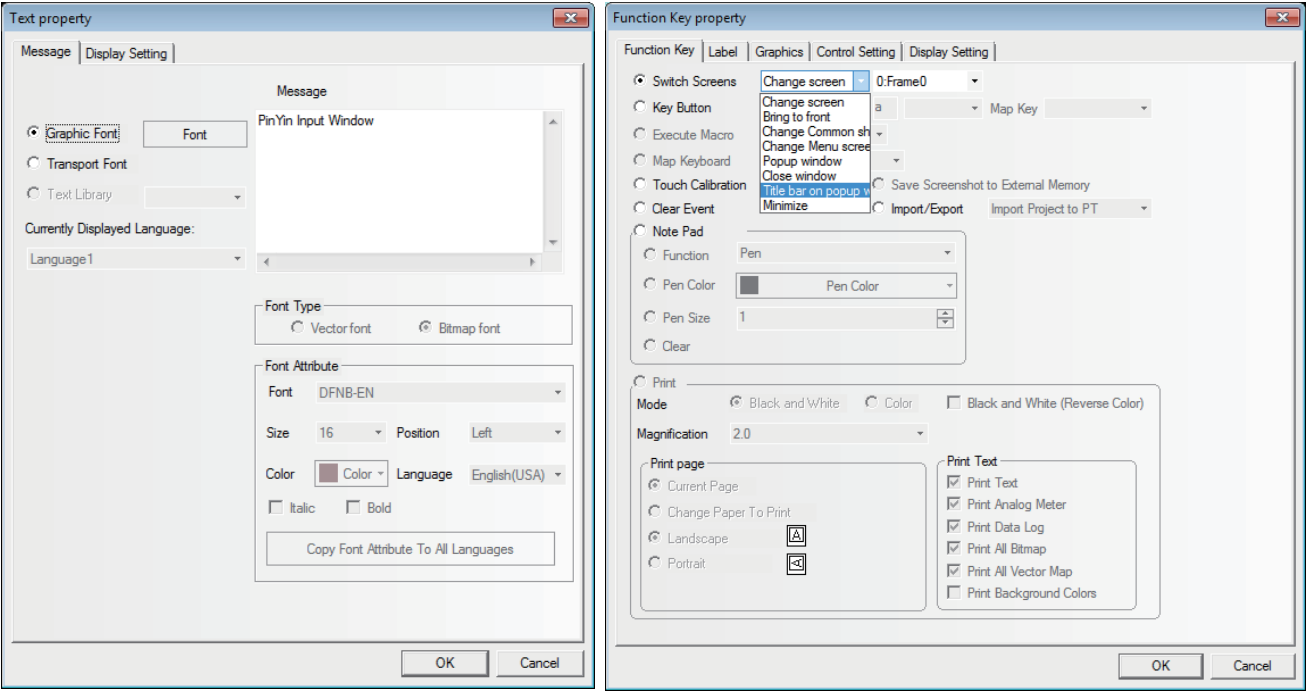 Text property
Message Display Setting
Message
PinYin Input Window
Graphic Font Font
Transport Font
Text Library
Currently Displayed Language:
Language1
Font Type
Vector font Bitmap font
Font Attribute
Font DFNB-EN
Size 16 Position Left
Color Color Language English(USA)
Italic Bold
Copy Font Attribute To All Languages
OK Cancel
Function Key property
Function Key Label Graphics Control Setting Display Setting
Switch Screens Change screen 0:Frame0
Change screen
Bring to front
Change Common sh
Change Menu scree
Popup window
Close window
Title bar on popup w
Minimize
Key Button a Map Key
Execute Macro
Map Keyboard
Touch Calibration Save Screenshot to External Memory
Clear Event Import/Export Import Project to PT
Note Pad
Function Pen
Pen Color Pen Color
Pen Size 1
Clear
Print
Mode Black and White Color Black and White (Reverse Color)
Magnification 2.0
Print page
Current Page
Change Paper To Print
Landscape A
Portrait A
Print Text
Print Text
Print Analog Meter
Print Data Log
Print All Bitmap
Print All Vector Map
Print Background Colors
OK Cancel